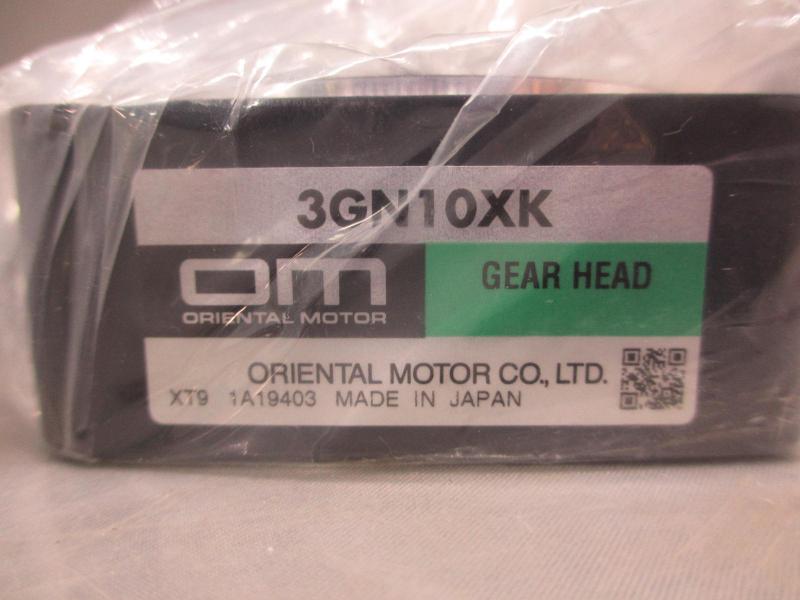 3GN10XK
om
ORIENTAL MOTOR
GEAR HEAD
ORIENTAL MOTOR CO., LTD.
XT9 1A19403 MADE IN JAPAN